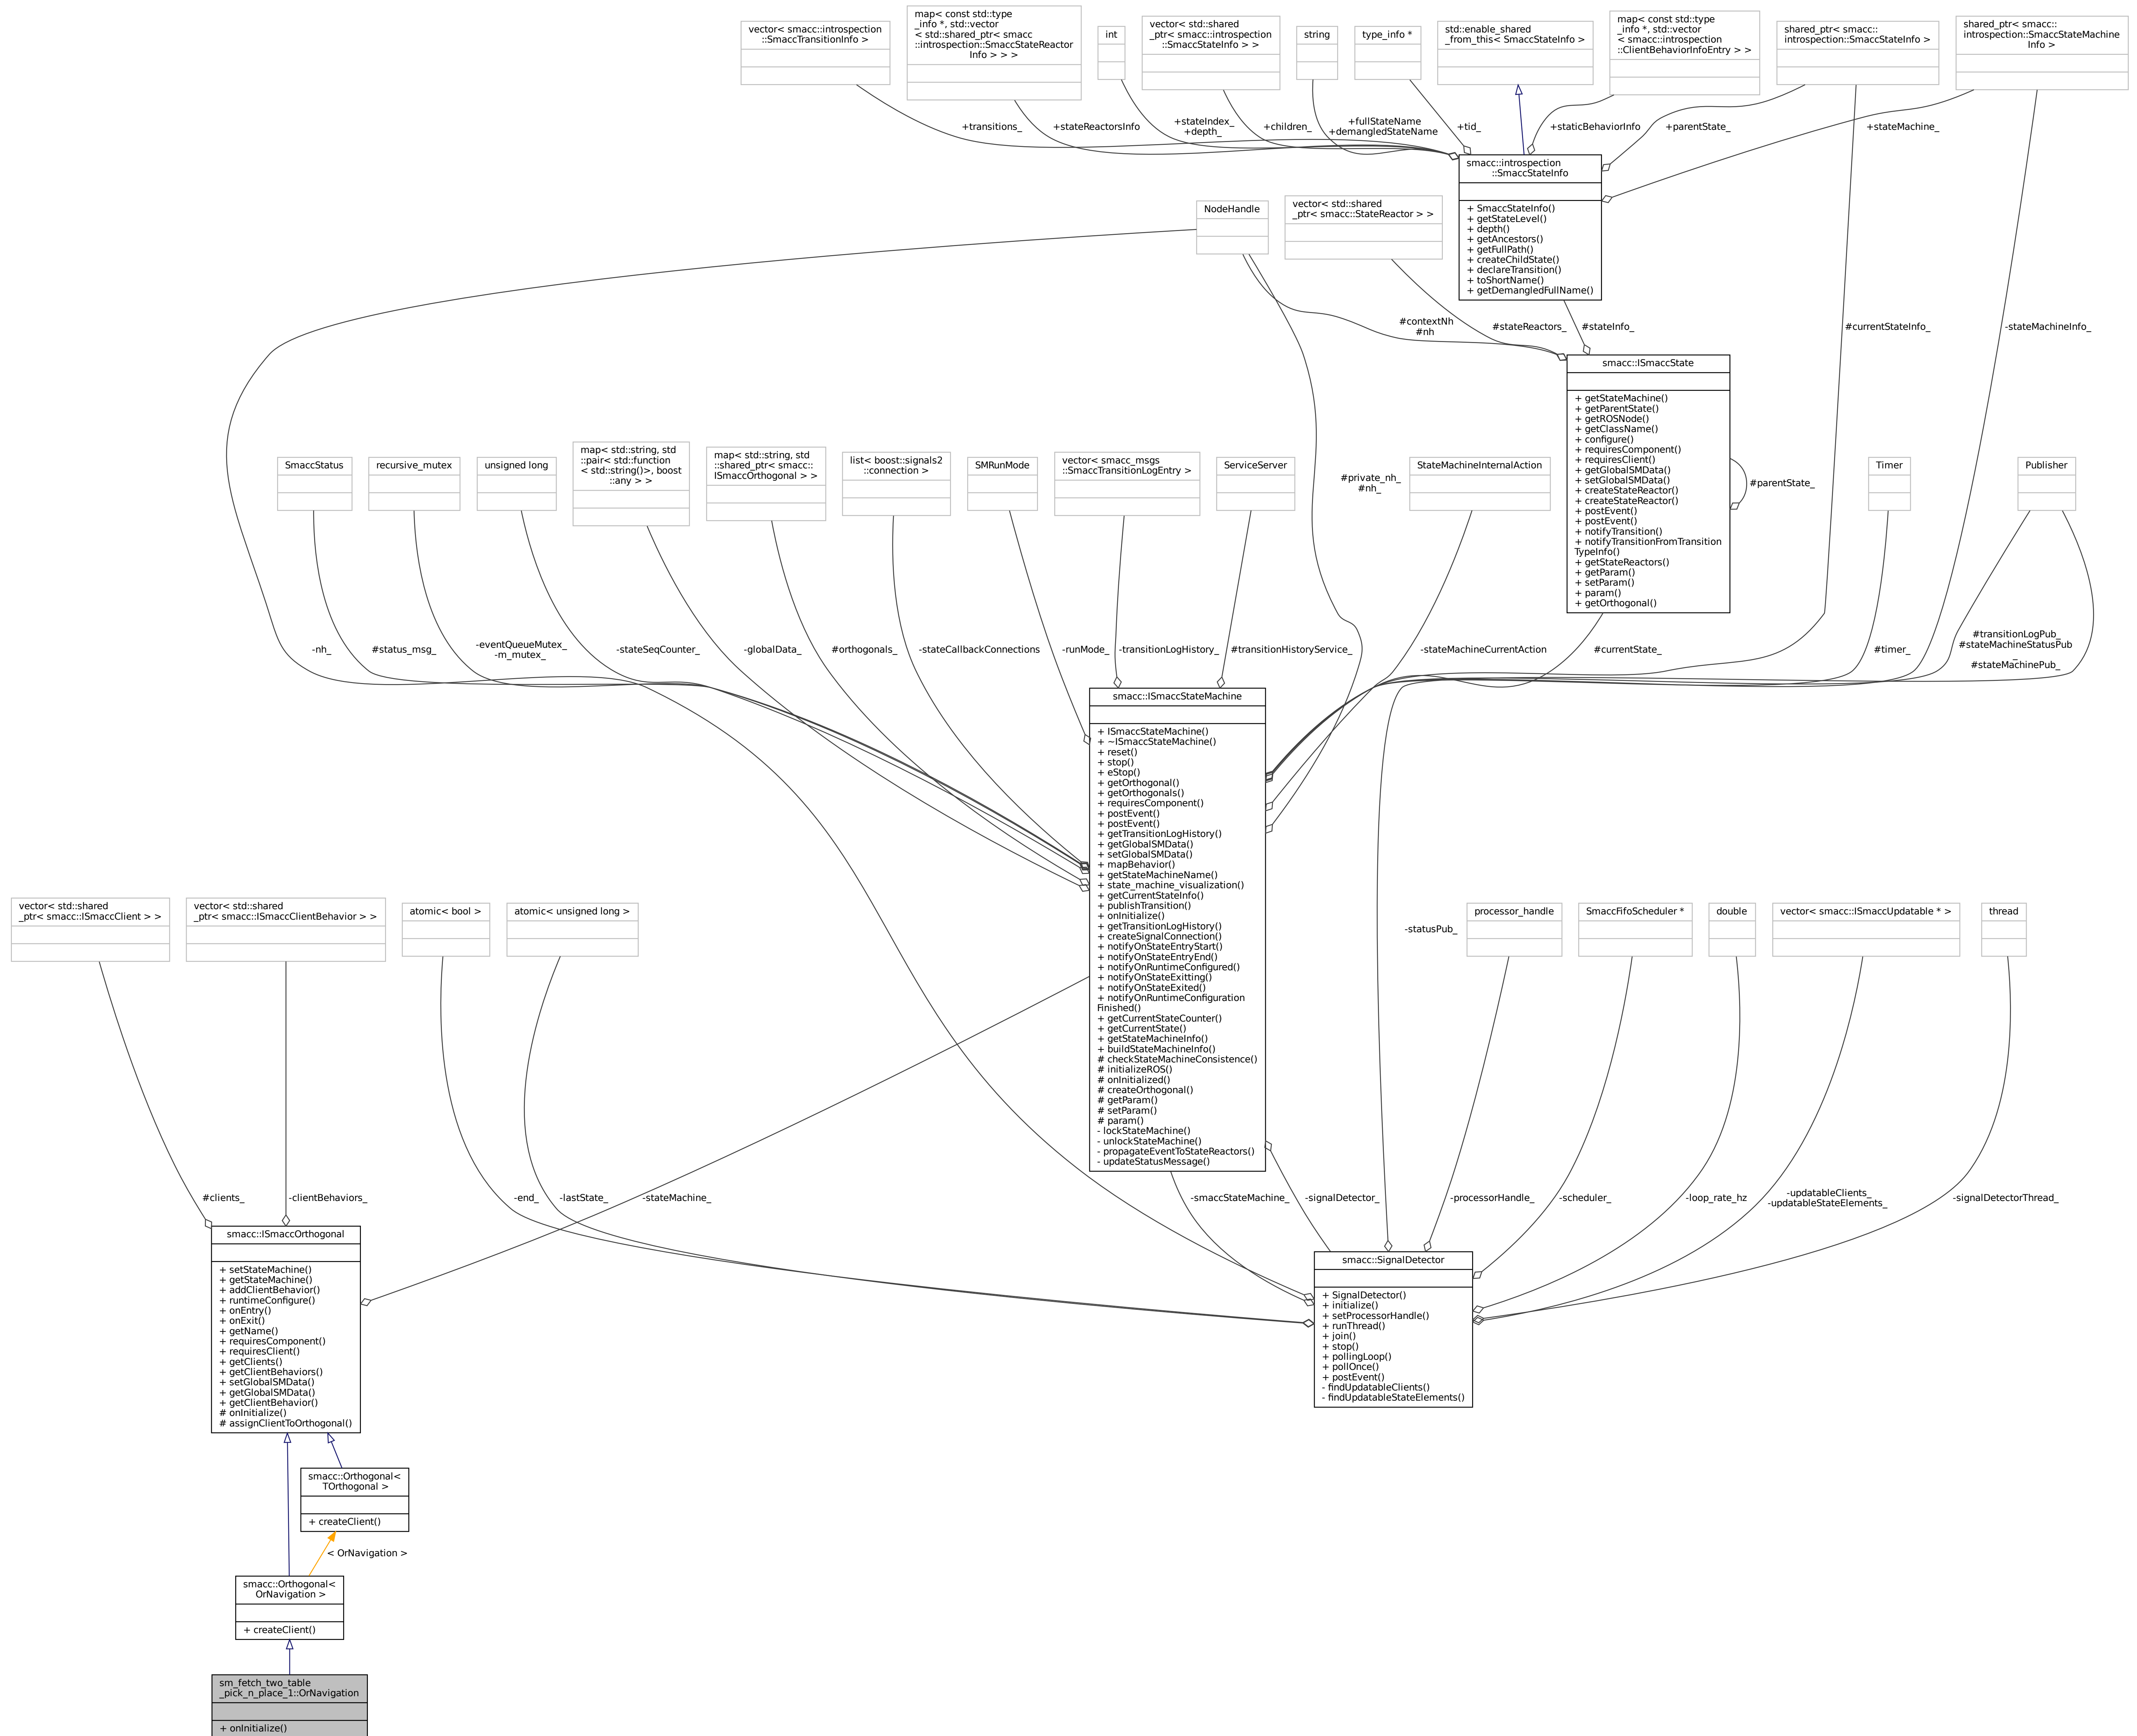 vector< smacc::introspection
::SmaccTransitionInfo >
map< const std::type
_info *, std::vector
< std::shared_ptr< smacc
::introspection::SmaccStateReactor
Info > > >
int
vector< std::shared
_ptr< smacc::introspection
::SmaccStateInfo > >
string
type_info *
std::enable_shared
_from_this< SmaccStateInfo >
map< const std::type
_info *, std::vector
< smacc::introspection
::ClientBehaviorInfoEntry > >
shared_ptr< smacc::
introspection::SmaccStateInfo >
shared_ptr< smacc::
introspection::SmaccStateMachine
Info >
+transitions_
+stateReactorsInfo
+stateIndex_
+depth_
+children_
+fullStateName
+demangledStateName
+tid_
+staticBehaviorInfo
+parentState_
+stateMachine_
smacc::introspection
::SmaccStateInfo
+ SmaccStateInfo()
+ getStateLevel()
+ depth()
+ getAncestors()
+ getFullPath()
+ createChildState()
+ declareTransition()
+ toShortName()
+ getDemangledFullName()
NodeHandle
vector< std::shared
_ptr< smacc::StateReactor > >
#contextNh
#nh
#stateReactors_
#stateInfo_
#currentStateInfo_
-stateMachineInfo_
smacc::ISmaccState
+ getStateMachine()
+ getParentState()
+ getROSNode()
+ getClassName()
+ configure()
+ requiresComponent()
+ requiresClient()
+ getGlobalSMData()
+ setGlobalSMData()
+ createStateReactor()
+ createStateReactor()
+ postEvent()
+ postEvent()
+ notifyTransition()
+ notifyTransitionFromTransition
TypeInfo()
+ getStateReactors()
+ getParam()
+ setParam()
+ param()
+ getOrthogonal()
#parentState_
SmaccStatus
recursive_mutex
unsigned long
map< std::string, std
::pair< std::function
< std::string()>, boost
::any > >
map< std::string, std
::shared_ptr< smacc::
ISmaccOrthogonal > >
list< boost::signals2
::connection >
SMRunMode
vector< smacc_msgs
::SmaccTransitionLogEntry >
ServiceServer
#private_nh_
#nh_
StateMachineInternalAction
Timer
Publisher
-nh_
#status_msg_
-eventQueueMutex_
-m_mutex_
-stateSeqCounter_
-globalData_
#orthogonals_
-stateCallbackConnections
-runMode_
-transitionLogHistory_
#transitionHistoryService_
-stateMachineCurrentAction
#currentState_
#timer_
#transitionLogPub_
#stateMachineStatusPub
_
#stateMachinePub_
smacc::ISmaccStateMachine
+ ISmaccStateMachine()
+ ~ISmaccStateMachine()
+ reset()
+ stop()
+ eStop()
+ getOrthogonal()
+ getOrthogonals()
+ requiresComponent()
+ postEvent()
+ postEvent()
+ getTransitionLogHistory()
+ getGlobalSMData()
+ setGlobalSMData()
+ mapBehavior()
+ getStateMachineName()
+ state_machine_visualization()
+ getCurrentStateInfo()
+ publishTransition()
+ onInitialize()
+ getTransitionLogHistory()
+ createSignalConnection()
+ notifyOnStateEntryStart()
+ notifyOnStateEntryEnd()
+ notifyOnRuntimeConfigured()
+ notifyOnStateExitting()
+ notifyOnStateExited()
+ notifyOnRuntimeConfiguration
Finished()
+ getCurrentStateCounter()
+ getCurrentState()
+ getStateMachineInfo()
+ buildStateMachineInfo()
# checkStateMachineConsistence()
# initializeROS()
# onInitialized()
# createOrthogonal()
# getParam()
# setParam()
# param()
- lockStateMachine()
- unlockStateMachine()
- propagateEventToStateReactors()
- updateStatusMessage()
vector< std::shared
_ptr< smacc::ISmaccClient > >
vector< std::shared
_ptr< smacc::ISmaccClientBehavior > >
atomic< bool >
atomic< unsigned long >
-statusPub_
processor_handle
SmaccFifoScheduler *
double
vector< smacc::ISmaccUpdatable * >
thread
#clients_
-clientBehaviors_
-end_
-lastState_
-stateMachine_
-smaccStateMachine_
-signalDetector_
-processorHandle_
-scheduler_
-loop_rate_hz
-updatableClients_
-updatableStateElements_
-signalDetectorThread_
smacc::ISmaccOrthogonal
+ setStateMachine()
+ getStateMachine()
+ addClientBehavior()
+ runtimeConfigure()
+ onEntry()
+ onExit()
+ getName()
+ requiresComponent()
+ requiresClient()
+ getClients()
+ getClientBehaviors()
+ setGlobalSMData()
+ getGlobalSMData()
+ getClientBehavior()
# onInitialize()
# assignClientToOrthogonal()
smacc::SignalDetector
+ SignalDetector()
+ initialize()
+ setProcessorHandle()
+ runThread()
+ join()
+ stop()
+ pollingLoop()
+ pollOnce()
+ postEvent()
- findUpdatableClients()
- findUpdatableStateElements()
smacc::Orthogonal<
TOrthogonal >
+ createClient()
< OrNavigation >
smacc::Orthogonal<
OrNavigation >
+ createClient()
sm_fetch_two_table
_pick_n_place_1::OrNavigation
+ onInitialize()